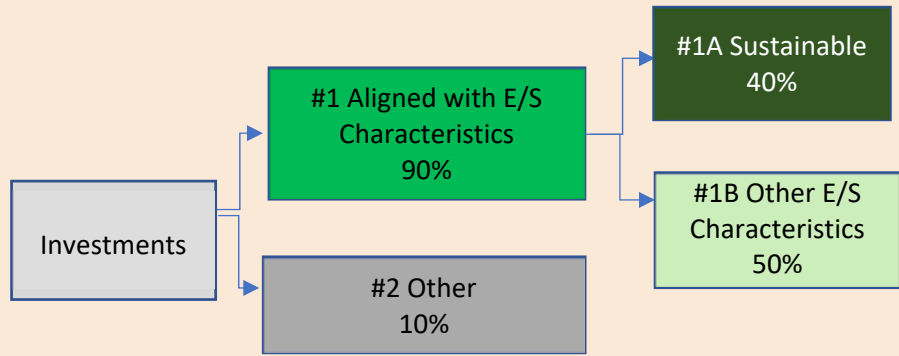 Investments
#1 Aligned with E/S
Characteristics
90%
#2 Other
10%
#1A Sustainable
40%
#1B Other E/S
Characteristics
50%